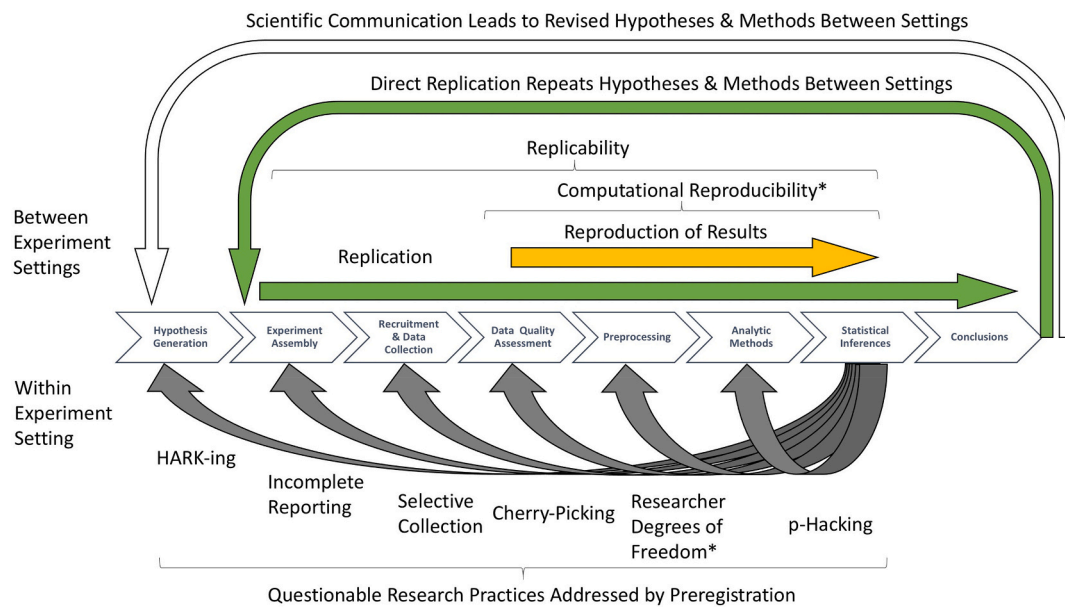 Scientific Communication Leads to Revised Hypotheses & Methods Between Settings
Direct Replication Repeats Hypotheses & Methods Between Settings
Replicability
Computational Reproducibility*
Between
Experiment
Settings
Reproduction of Results
Replication
Hypothesis
Generation
Experiment
Assembly
Recruitment
& Data
Collection
Data Quality
Assessment
Preprocessing
Analytic
Methods
Statistical
Inferences
Conclusions
Within
Experiment
Setting
HARK-ing
Incomplete
Reporting
Selective
Collection
Cherry-Picking
Researcher
Degrees of
Freedom*
p-Hacking
Questionable Research Practices Addressed by Preregistration